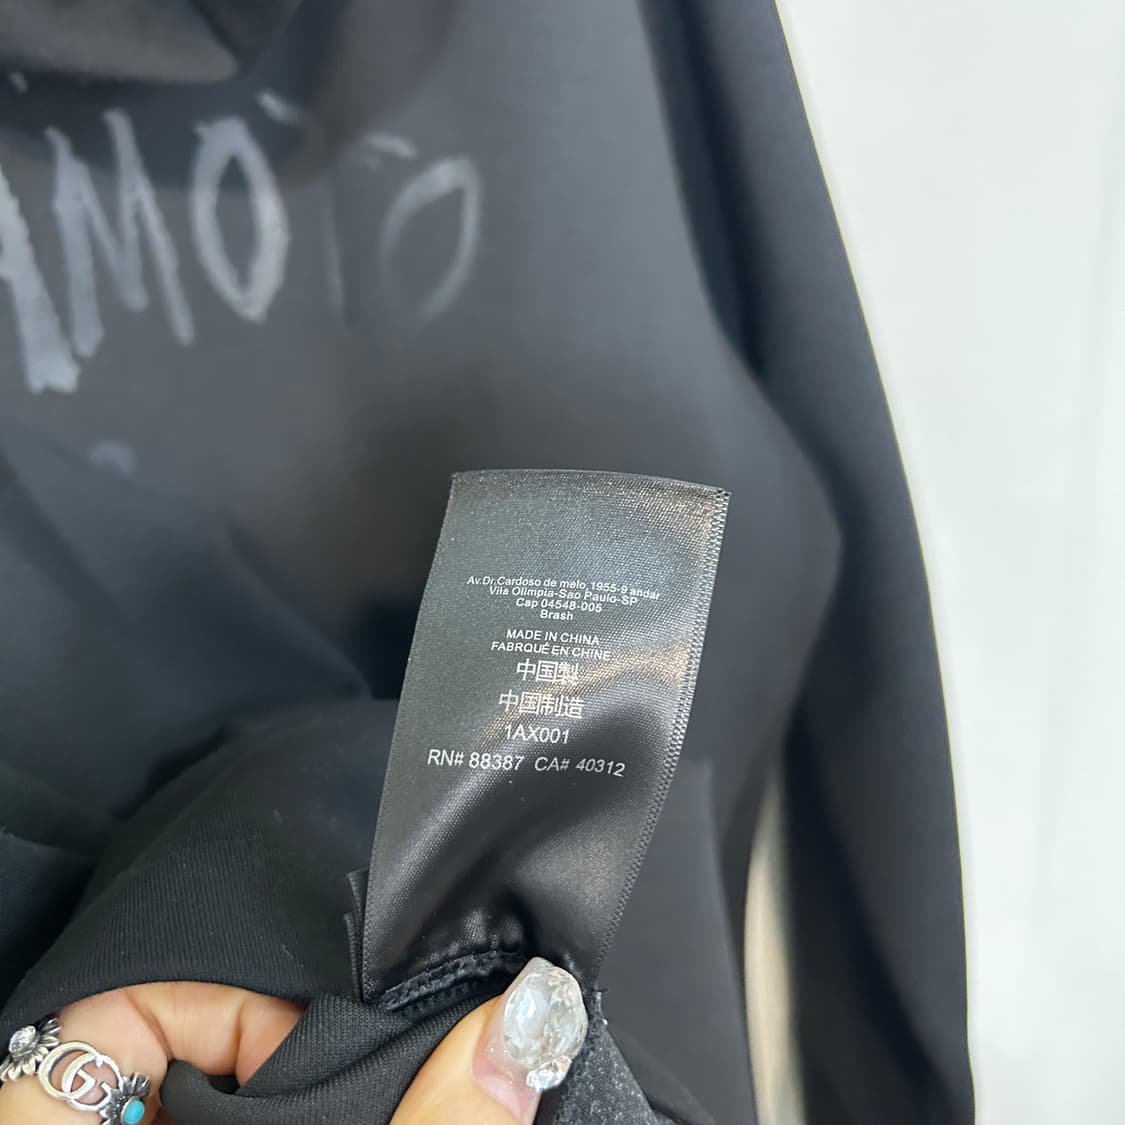 AMO
Av.Dr.Cardoso de melo, 1955-9 andar
Vila Olimpia-Sao Paulo-SP
Cap 04548-005
Brash
MADE IN CHINA
FABRQUÉ EN CHINE
中国製
中国制造
1AX001
RN# 88387 CA# 40312